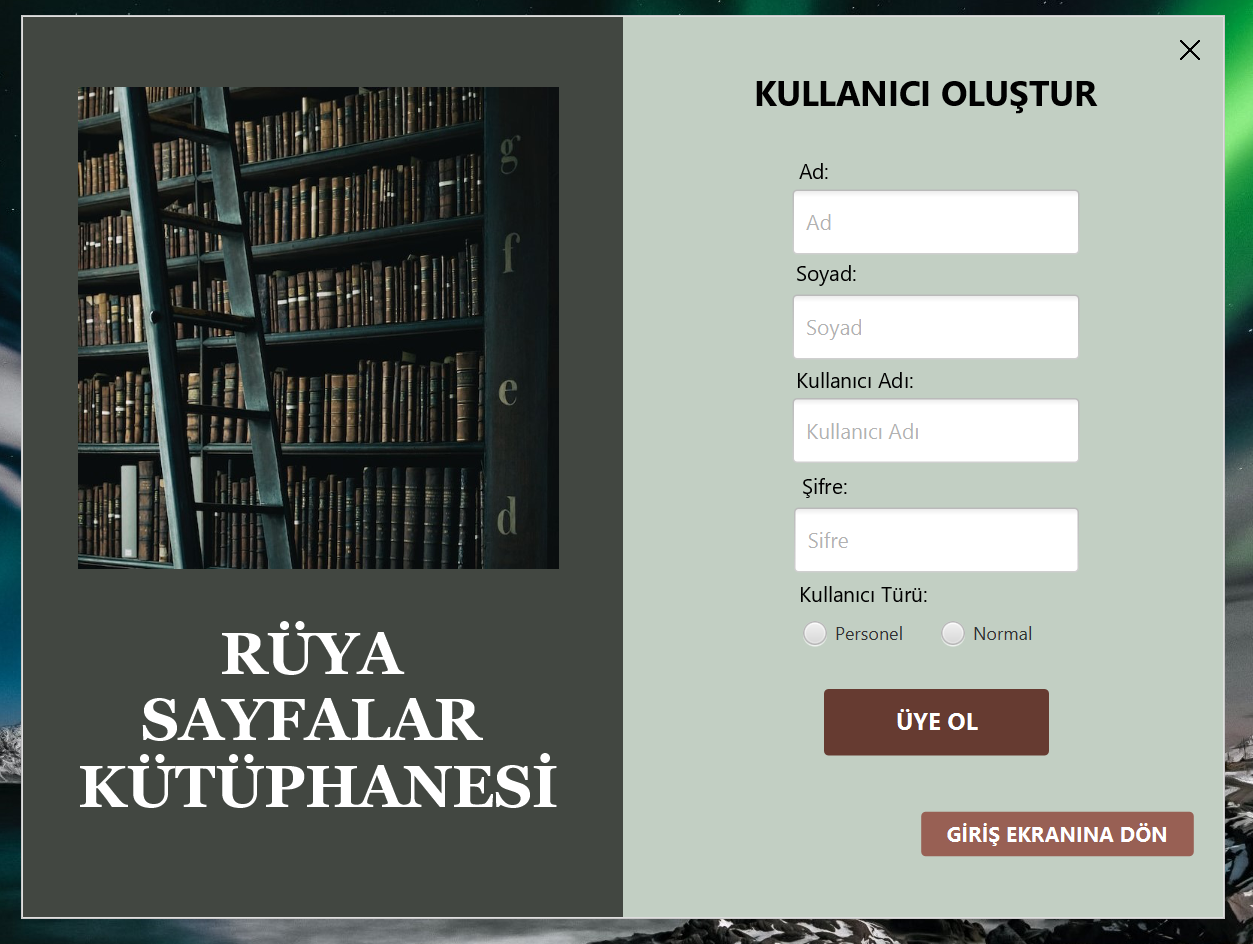 g
f
e
d
RÜYA
SAYFALAR
KÜTÜPHANESİ
KULLANICI OLUŞTUR
Ad:
Ad
Soyad:
Soyad
Kullanıcı Adı:
Kullanıcı Adı
Şifre:
Sifre
Kullanıcı Türü:
Personel Normal
ÜYE OL
GİRİŞ EKRANINA DÖN